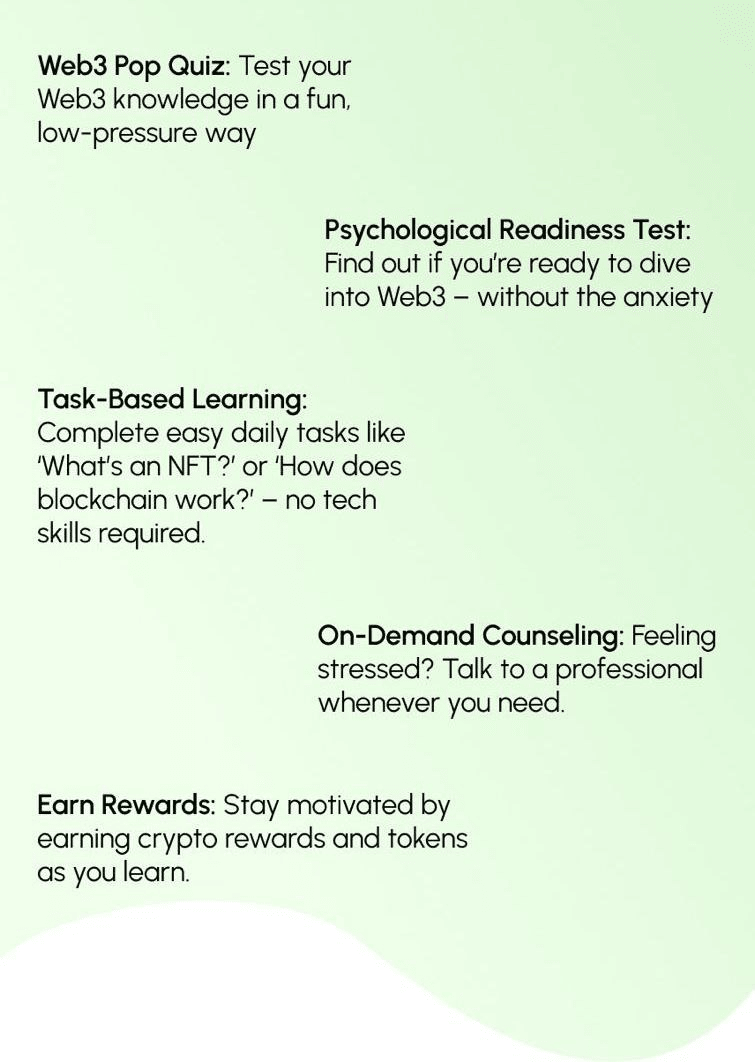 Web3 Pop Quiz: Test your
Web3 knowledge in a fun,
low-pressure way
Psychological Readiness Test:
Find out if you're ready to dive
into Web3 – without the anxiety
Task-Based Learning:
Complete easy daily tasks like
'What's an NFT?' or 'How does
blockchain work?' – no tech
skills required.
On-Demand Counseling: Feeling
stressed? Talk to a professional
whenever you need.
Earn Rewards: Stay motivated by
earning crypto rewards and tokens
as you learn.